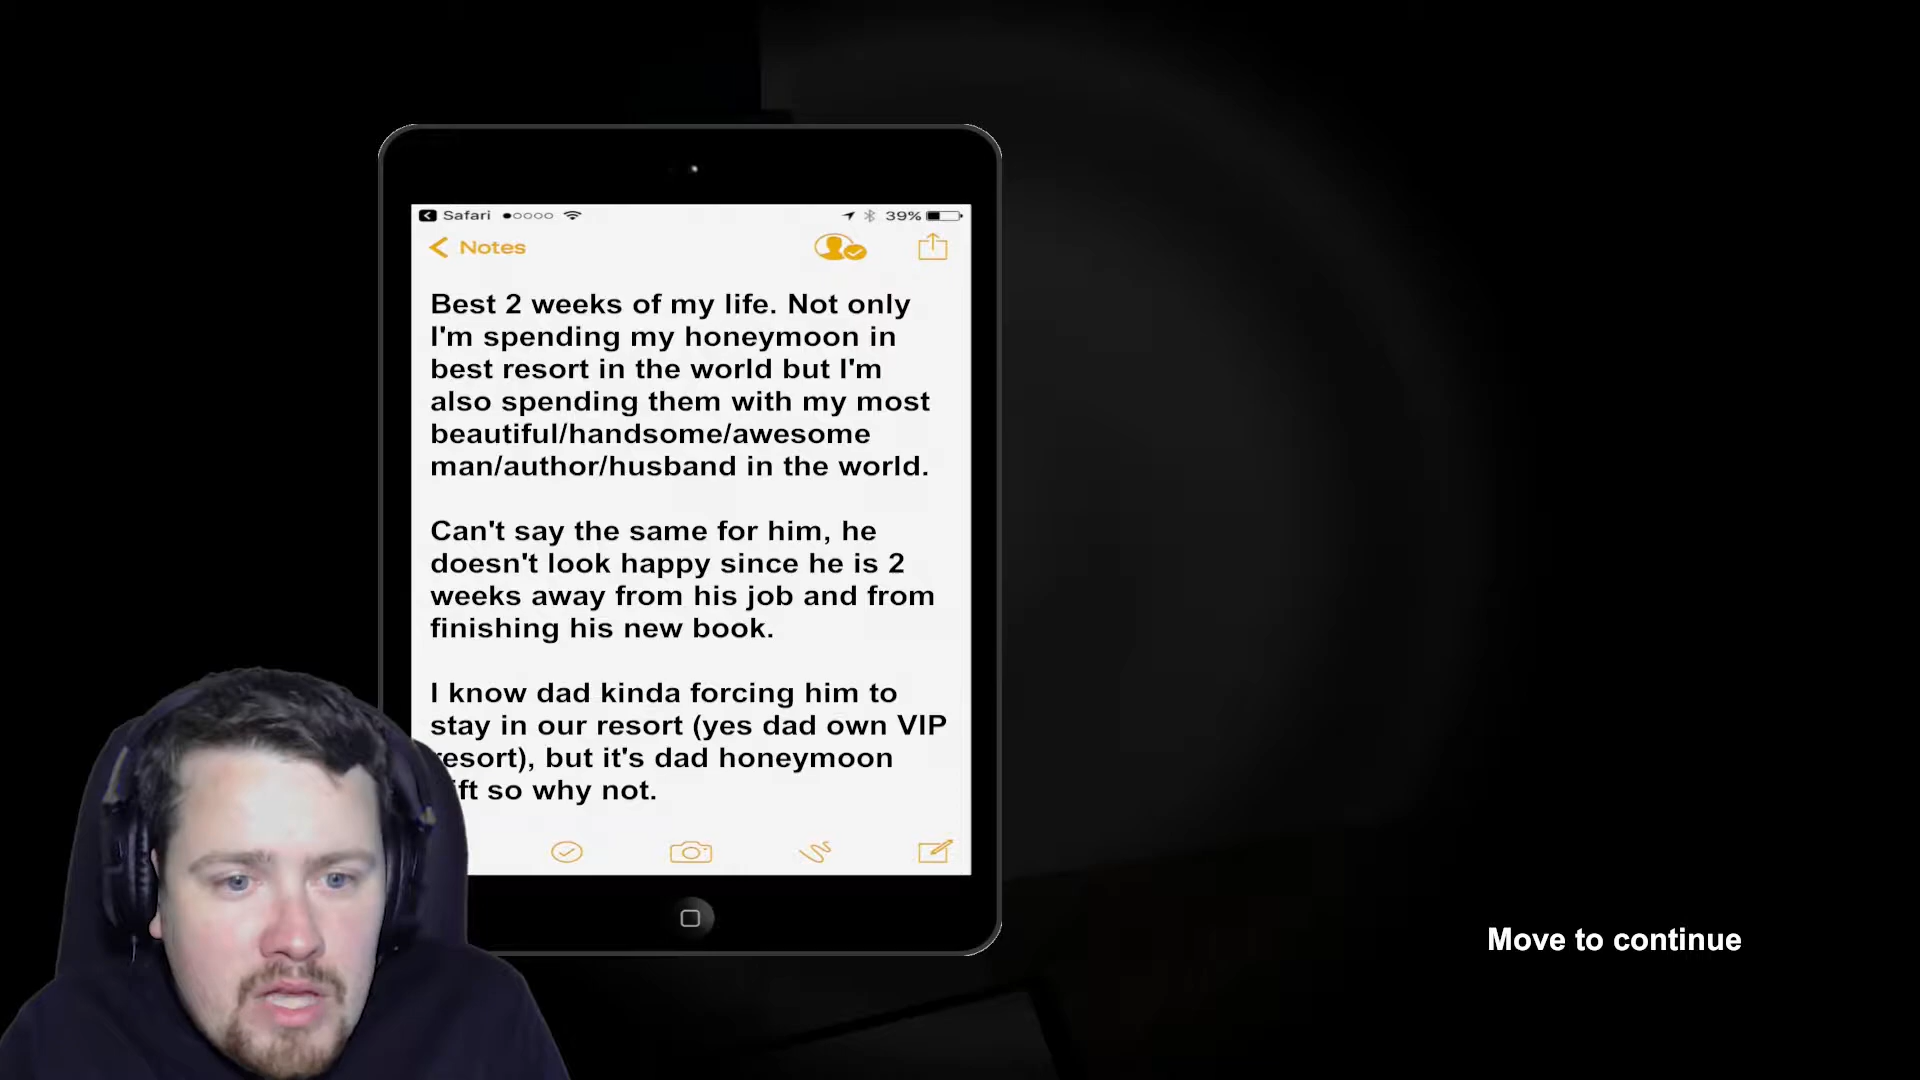 Safari 39%
Notes
Best 2 weeks of my life. Not only
I'm spending my honeymoon in
best resort in the world but I'm
also spending them with my most
beautiful/handsome/awesome
man/author/husband in the world.
Can't say the same for him, he
doesn't look happy since he is 2
weeks away from his job and from
finishing his new book.
I know dad kinda forcing him to
stay in our resort (yes dad own VIP
resort), but it's dad honeymoon
so why not.
Move to continue